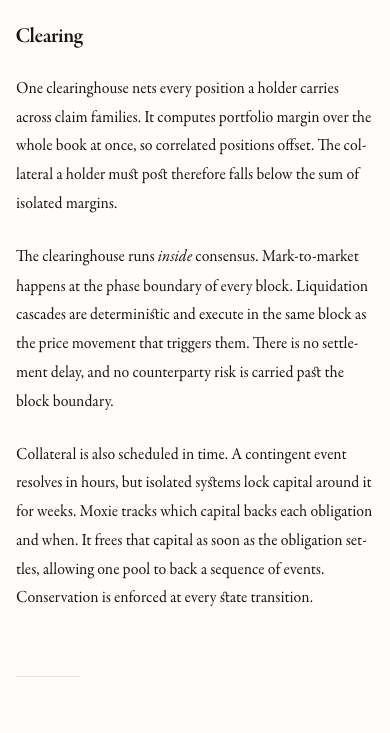 Clearing
One clearinghouse nets every position a holder carries
across claim families. It computes portfolio margin over the
whole book at once, so correlated positions offset. The col-
lateral a holder must post therefore falls below the sum of
isolated margins.
The clearinghouse runs inside consensus. Mark-to-market
happens at the phase boundary of every block. Liquidation
cascades are deterministic and execute in the same block as
the price movement that triggers them. There is no settle-
ment delay, and no counterparty risk is carried past the
block boundary.
Collateral is also scheduled in time. A contingent event
resolves in hours, but isolated systems lock capital around it
for weeks. Moxie tracks which capital backs each obligation
and when. It frees that capital as soon as the obligation set-
tles, allowing one pool to back a sequence of events.
Conservation is enforced at every state transition.